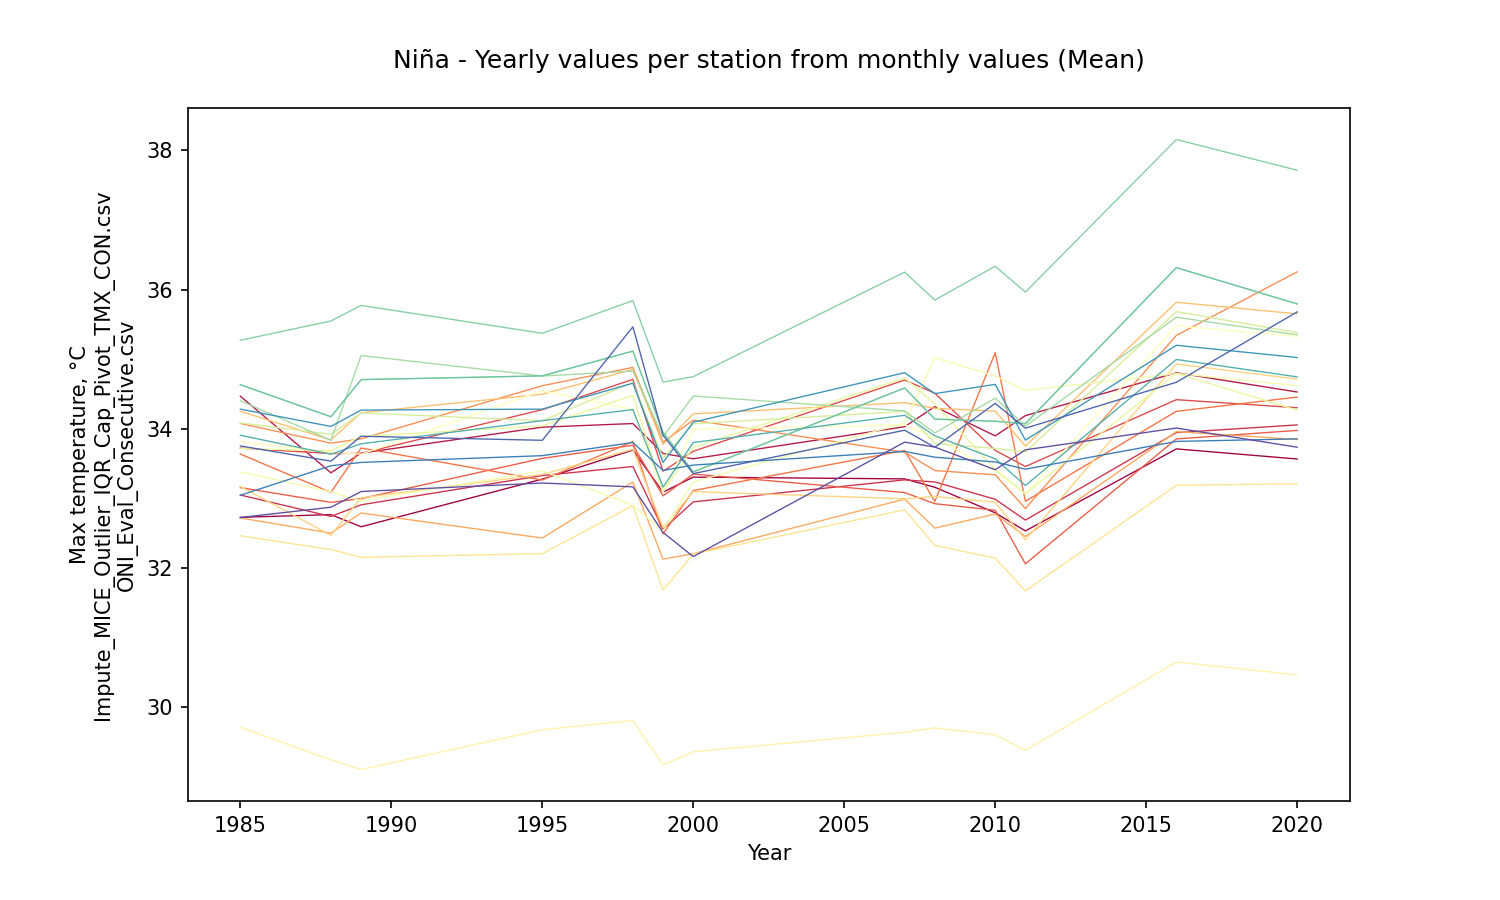 Niña - Yearly values per station from monthly values (Mean)
Max temperature, °C
Impute_MICE_Outlier_IQR_Cap_Pivot_TMX_CON.csv
ONI_Eval_Consecutive.csv
38
36
34
32
30
1985
1990
1995
2000
2005
2010
2015
2020
Year